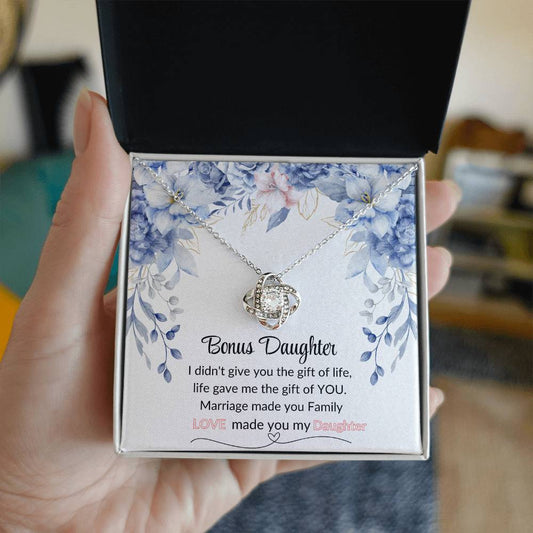 Bonus Daughter
I didn't give you the gift of life,
life gave me the gift of YOU.
Marriage made you Family
LOVE made you my Daughter